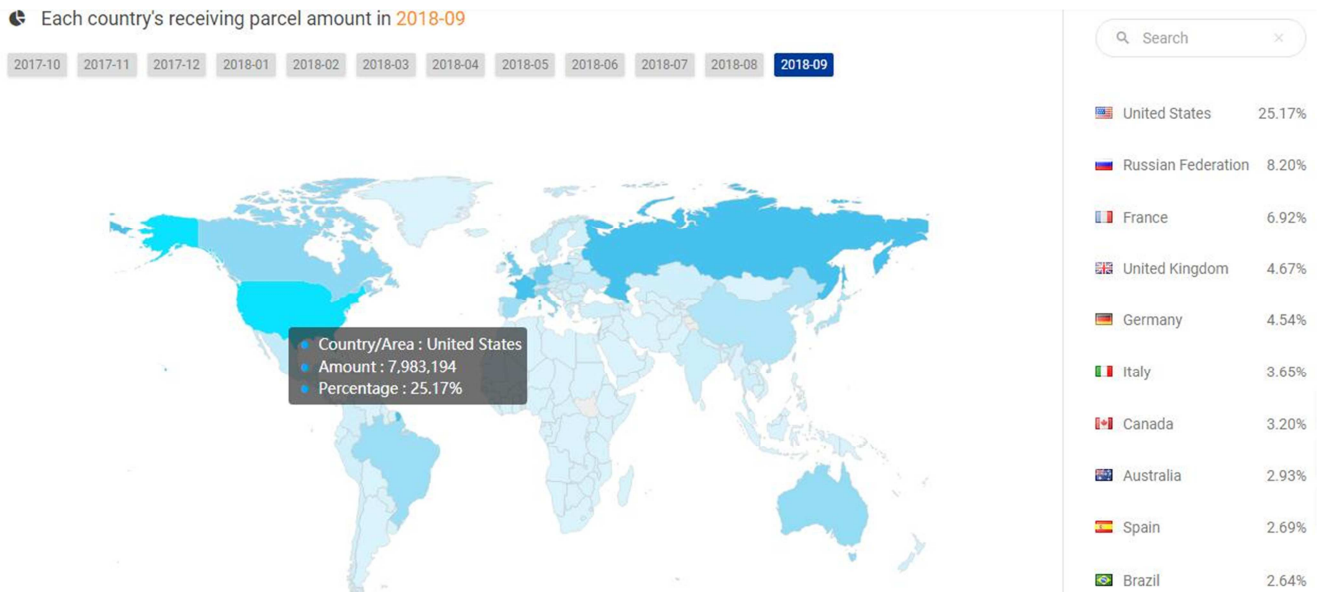 Each country's receiving parcel amount in 2018-09
2017-10 2017-11 2017-12 2018-01 2018-02 2018-03 2018-04 2018-05 2018-06 2018-07 2018-08 2018-09
Country/Area : United States
Amount : 7,983,194
Percentage : 25.17%
Search
United States 25.17%
Russian Federation 8.20%
France 6.92%
United Kingdom 4.67%
Germany 4.54%
Italy 3.65%
Canada 3.20%
Australia 2.93%
Spain 2.69%
Brazil 2.64%